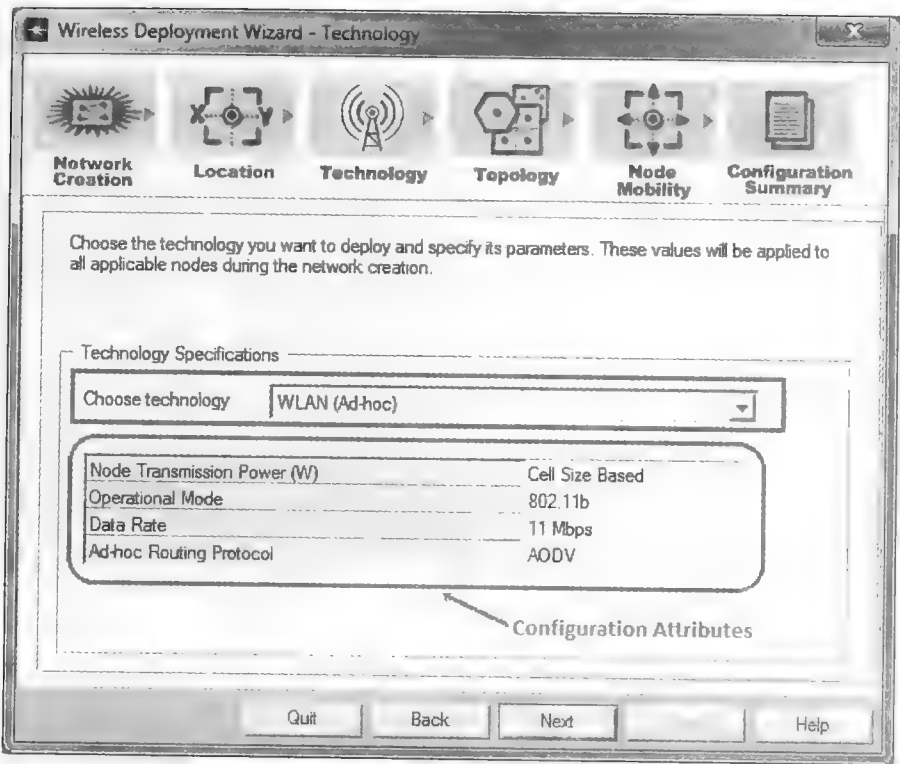 Wireless Deployment Wizard - Technology
Network Creation
Location
Technology
Topology
Node Mobility
Configuration Summary
Choose the technology you want to deploy and specify its parameters. These values will be applied to
all applicable nodes during the network creation.
Technology Specifications
Choose technology WLAN (Ad-hoc)
Node Transmission Power (W) Cell Size Based
Operational Mode 802.11b
Data Rate 11 Mbps
Ad-hoc Routing Protocol AODV
Configuration Attributes
Quit Back Next Help